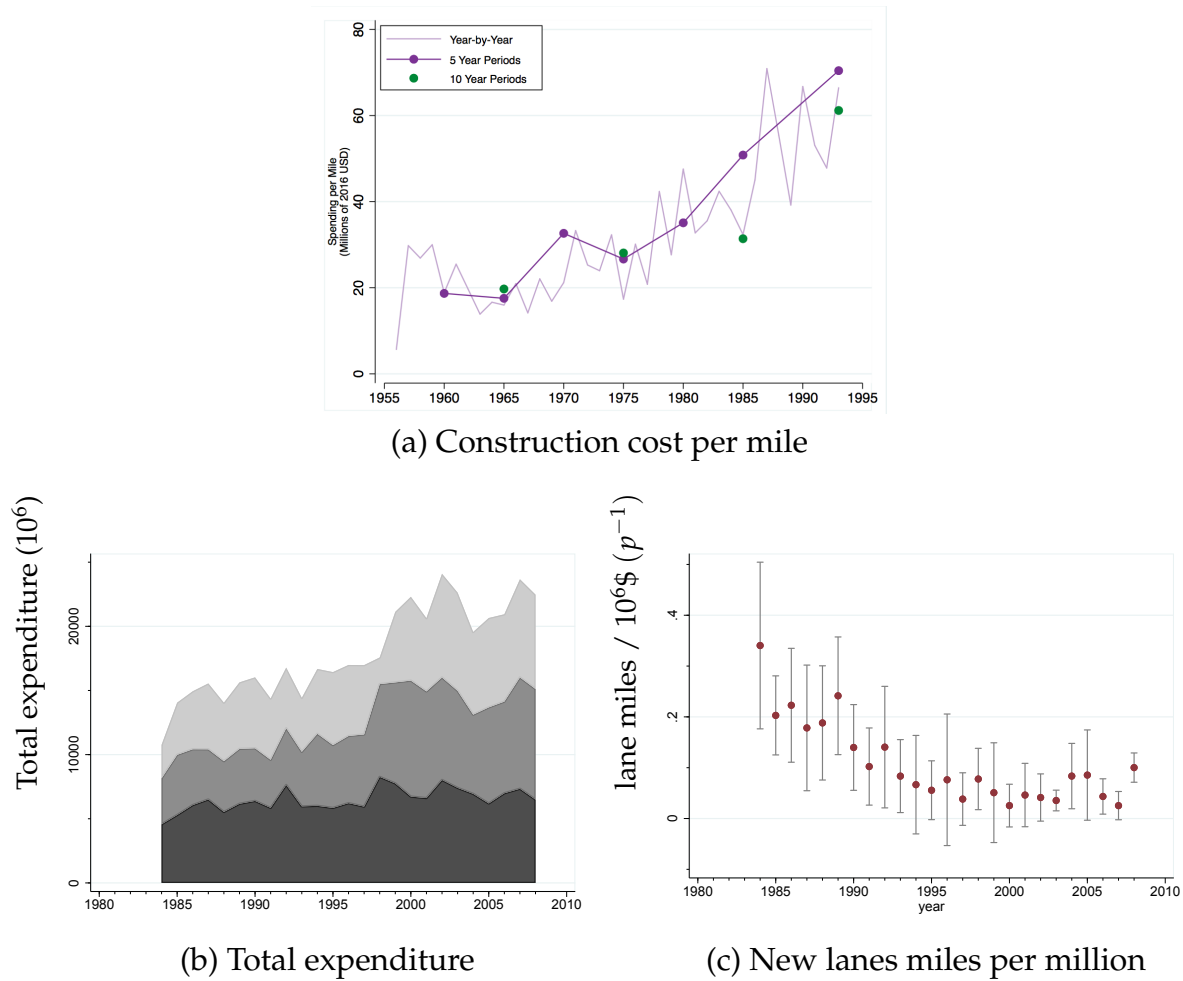 80
60
40
20
0
Spending per Mile
(Millions of 2016 USD)
Year-by-Year
5 Year Periods
10 Year Periods
1955 1960 1965 1970 1975 1980 1985 1990 1995
(a) Construction cost per mile
Total expenditure (10⁶)
20000
10000
0
1980 1985 1990 1995 2000 2005 2010
(b) Total expenditure
lane miles / 10⁶$ (p⁻¹)
.4
.2
0
1980 1985 1990 1995 2000 2005 2010
year
(c) New lanes miles per million